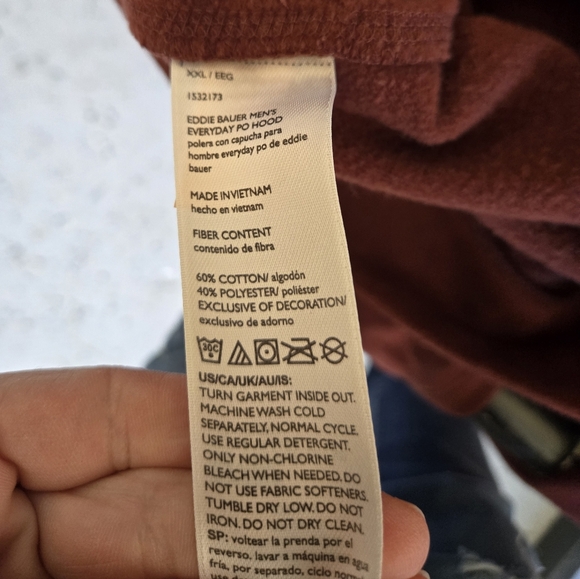 XXL / EEG
1532173
EDDIE BAUER MEN'S
EVERYDAY PO HOOD
polera con capucha para
hombre everyday po de eddie
bauer
MADE IN VIETNAM
hecho en vietnam
FIBER CONTENT
contenido de fibra
60% COTTON/ algodón
40% POLYESTER/ poliéster
EXCLUSIVE OF DECORATION/
exclusivo de adorno
30C
US/CA/UK/AU/IS:
TURN GARMENT INSIDE OUT.
MACHINE WASH COLD
SEPARATELY, NORMAL CYCLE.
USE REGULAR DETERGENT.
ONLY NON-CHLORINE
BLEACH WHEN NEEDED. DO
NOT USE FABRIC SOFTENERS.
TUMBLE DRY LOW. DO NOT
IRON. DO NOT DRY CLEAN.
SP: voltear la prenda por el
reverso. lavar a máquina en agua
fría, por separado, ciclo